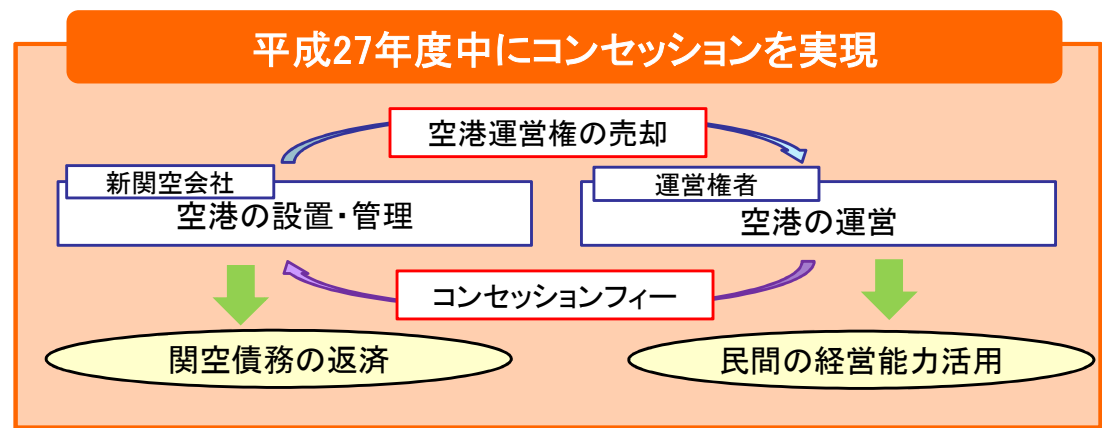 平成27年度中にコンセッションを実現
空港運営権の売却
新関空会社
空港の設置・管理
運営権者
空港の運営
コンセッションフィー
関空債務の返済
民間の経営能力活用